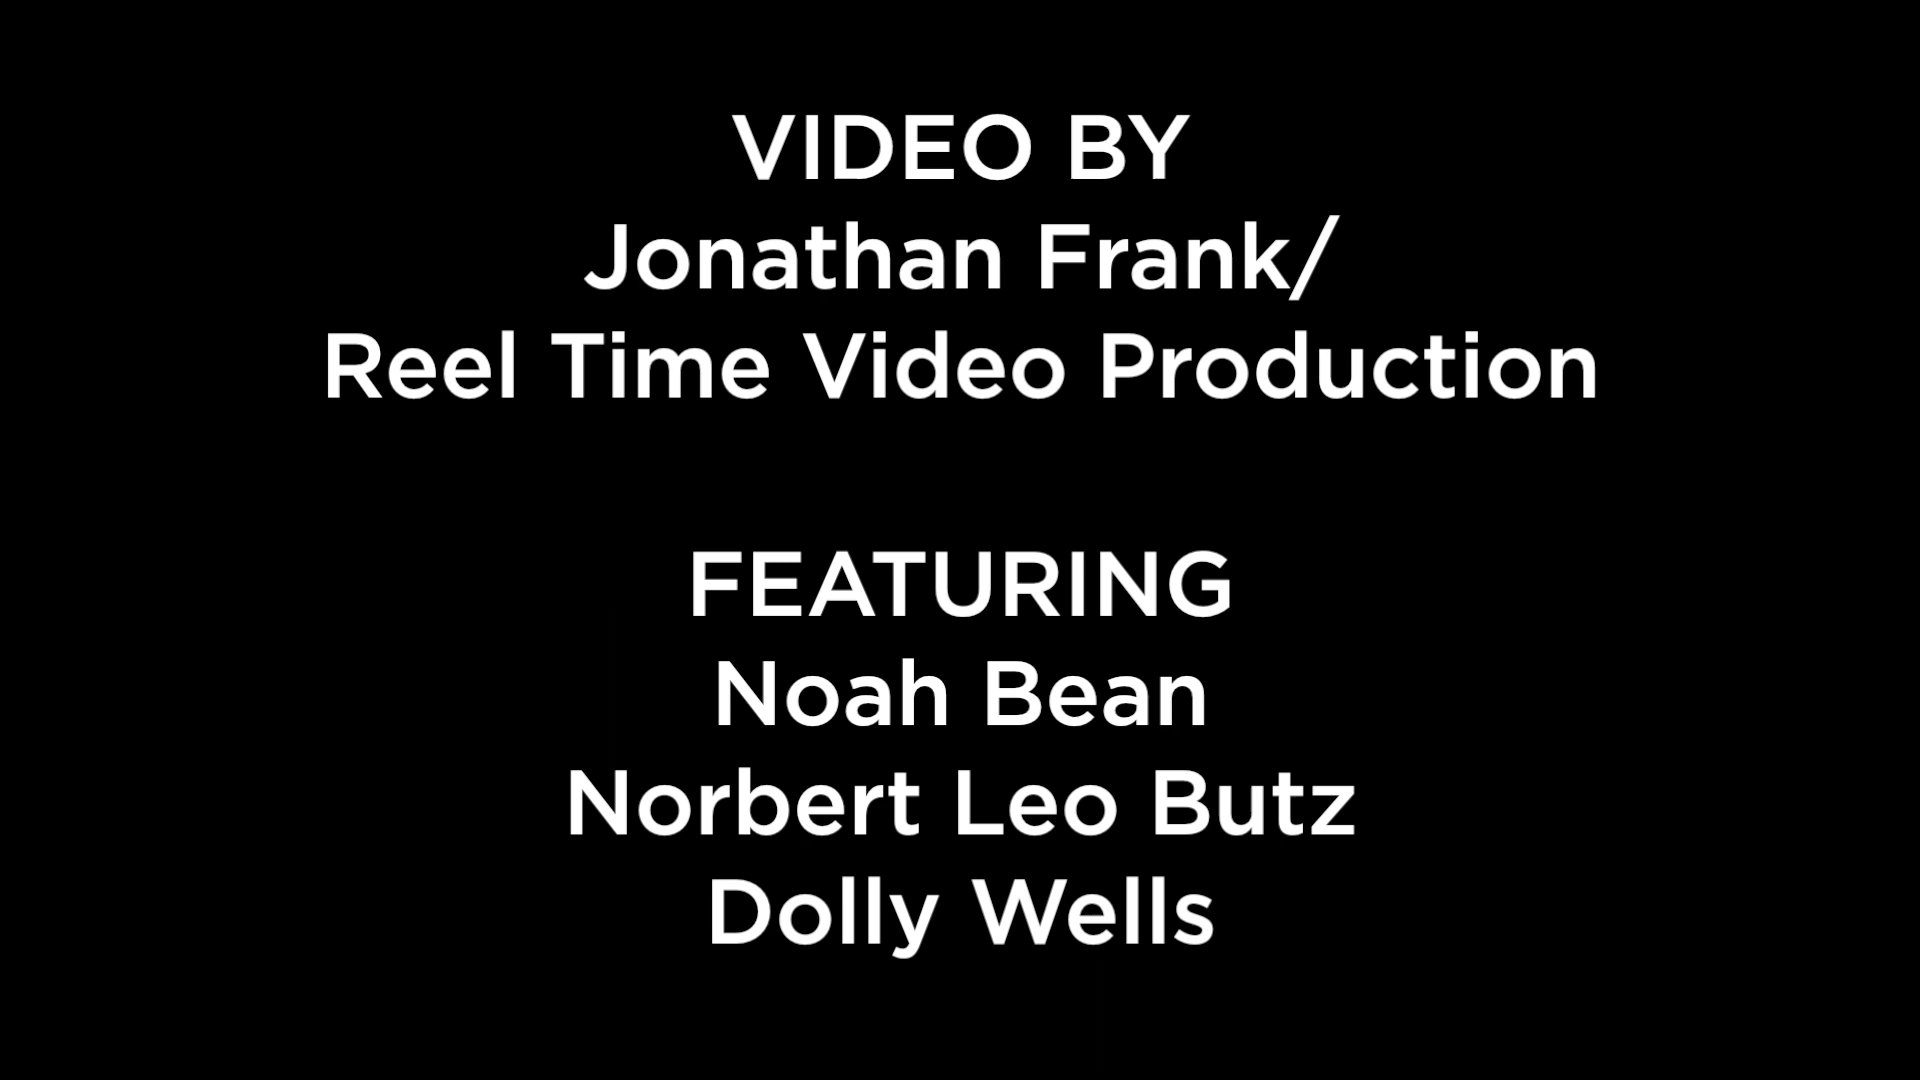 VIDEO BY
Jonathan Frank/
Reel Time Video Production
FEATURING
Noah Bean
Norbert Leo Butz
Dolly Wells